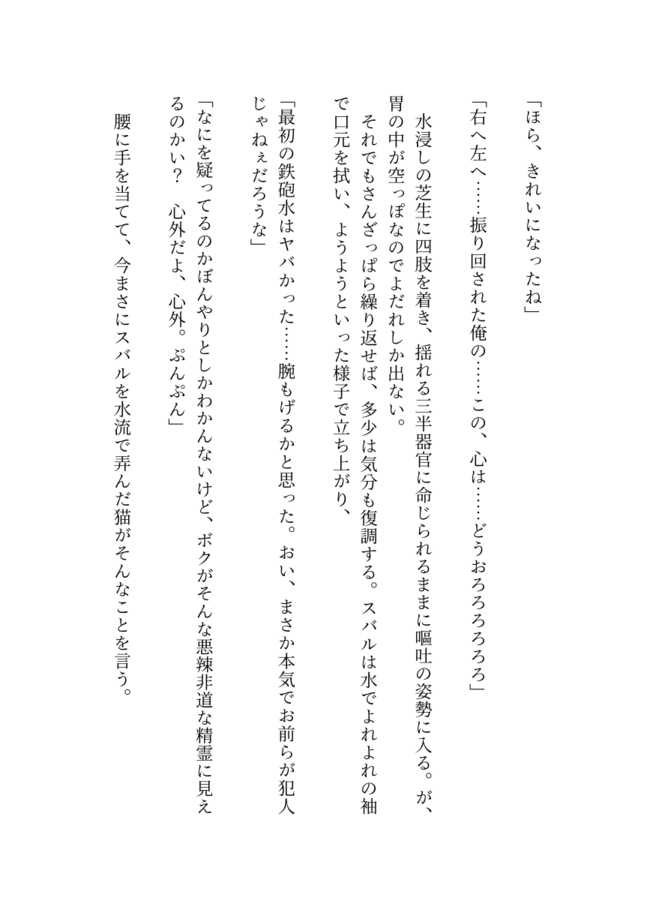 「ほら、きれいになったね」
「右へ左へ……振り回された俺の……この、心は……どうおろろろろろろ」
　水浸しの芝生に四肢を着き、揺れる三半器官に命じられるままに嘔吐の姿勢に入る。が、
胃の中が空っぽなのでよだれしか出ない。
　それでもさんざっぱら繰り返せば、多少は気分も復調する。スバルは水でよれよれの袖
で口元を拭い、ようようといった様子で立ち上がり、
「最初の鉄砲水はヤバかった……腕もげるかと思った。おい、まさか本気でお前らが犯人
じゃねぇだろうな」
「なにを疑ってるのかぼんやりとしかわかんないけど、ボクがそんな悪辣非道な精霊に見え
るのかい？　心外だよ、心外。ぷんぷん」
　腰に手を当てて、今まさにスバルを水流で弄んだ猫がそんなことを言う。